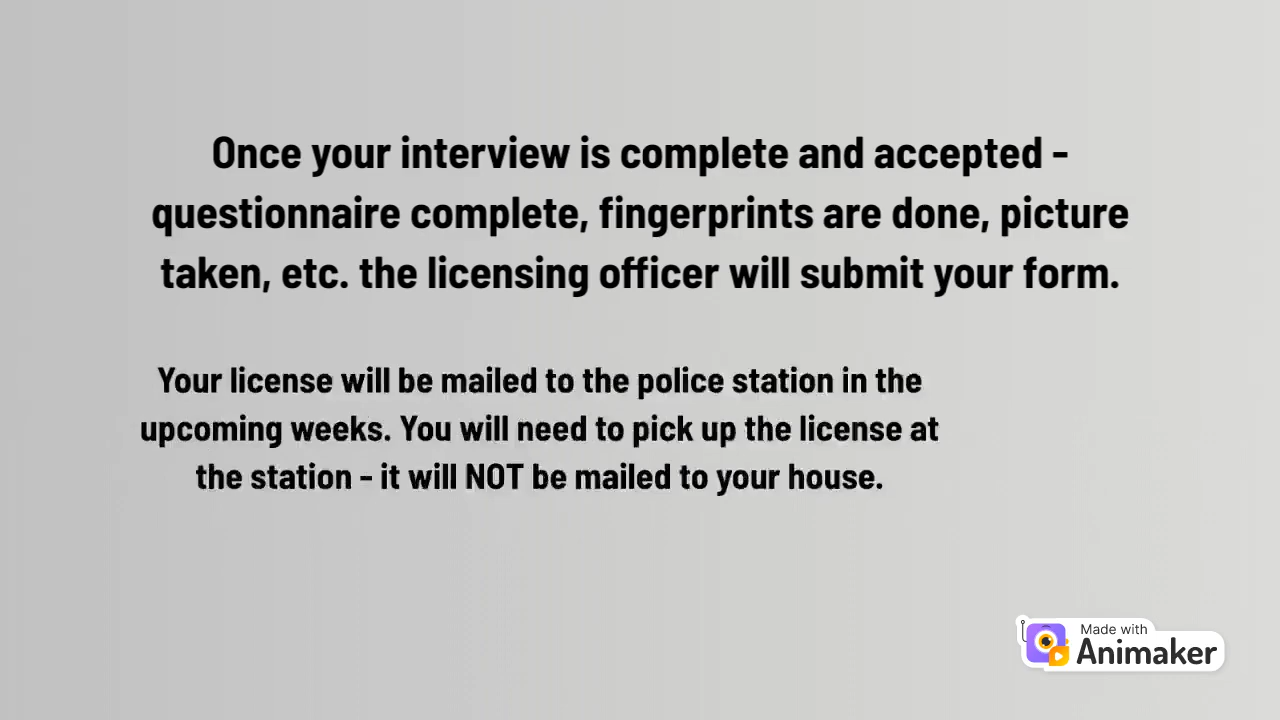 Once your interview is complete and accepted -
questionnaire complete, fingerprints are done, picture
taken, etc. the licensing officer will submit your form.
Your license will be mailed to the police station in the
upcoming weeks. You will need to pick up the license at
the station - it will NOT be mailed to your house.
Made with
Animaker